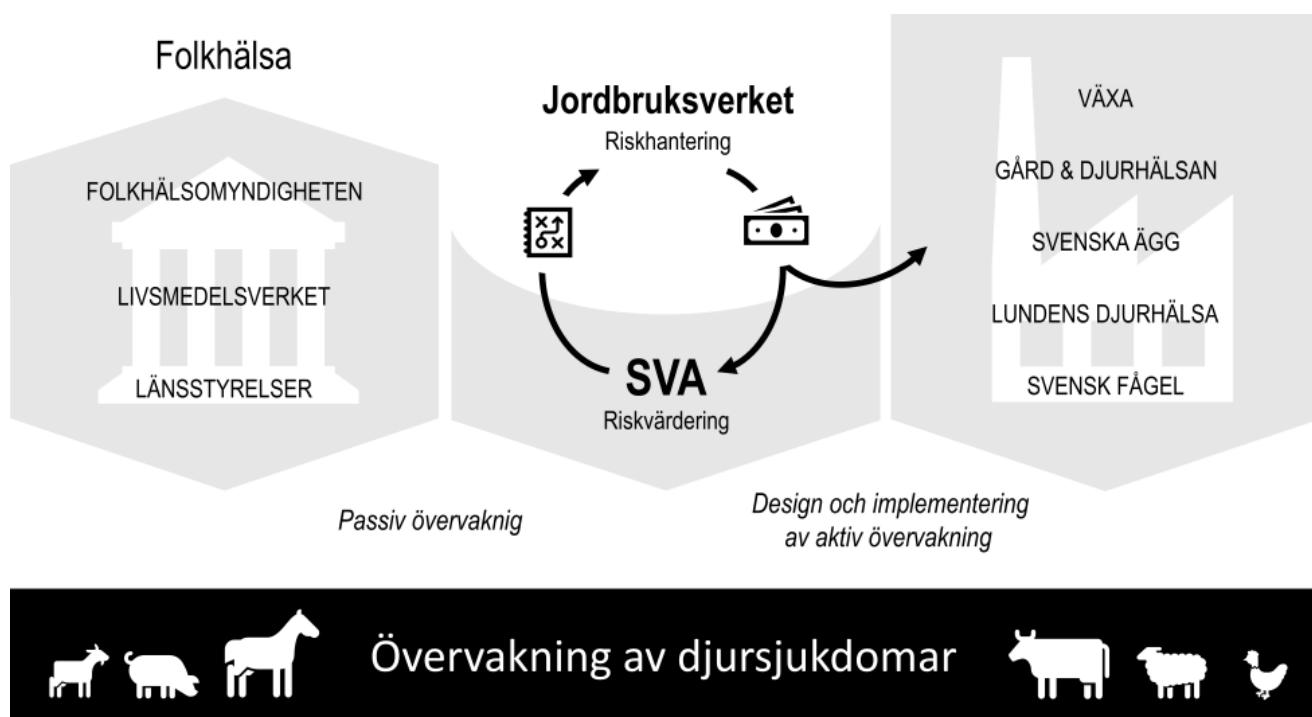 Folkhälsa
FOLKHÄLSOMYNDIGHETEN
LIVSMEDELSVERKET
LÄNSSTYRELSER
Jordbruksverket
Riskhantering
SVA
Riskvärdering
VÄXA
GÅRD & DJURHÄLSAN
SVENSKA ÄGG
LUNDENS DJURHÄLSA
SVENSK FÅGEL
Passiv övervaknig
Design och implementering
av aktiv övervakning
Övervakning av djursjukdomar